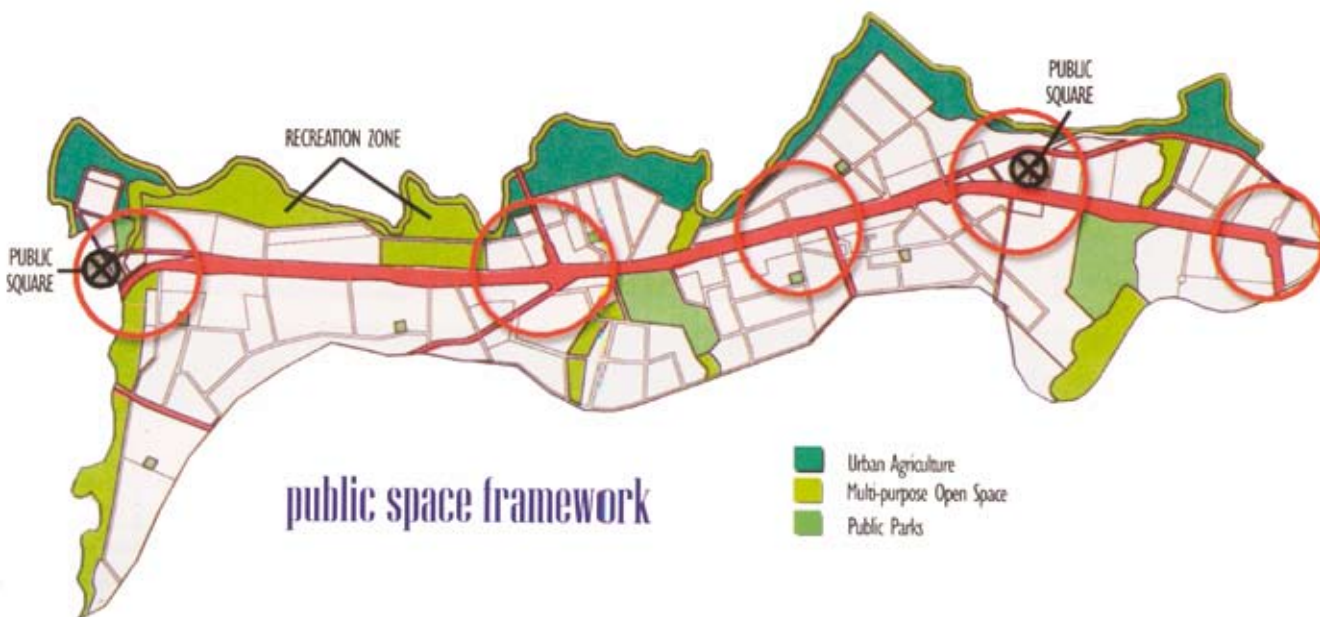 PUBLIC
SQUARE
RECREATION ZONE
PUBLIC
SQUARE
public space framework
Urban Agriculture
Multi-purpose Open Space
Public Parks